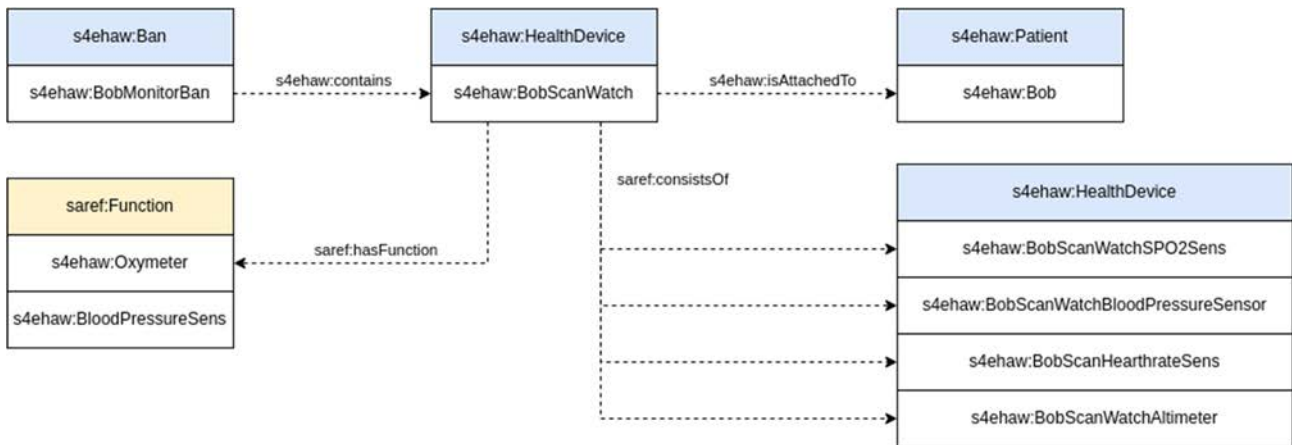 s4ehaw:Ban
s4ehaw:BobMonitorBan
s4ehaw:contains
s4ehaw:HealthDevice
s4ehaw:BobScanWatch
s4ehaw:isAttachedTo
s4ehaw:Patient
s4ehaw:Bob
saref:Function
s4ehaw:Oxymeter
s4ehaw:BloodPressureSens
saref:hasFunction
saref:consistsOf
s4ehaw:HealthDevice
s4ehaw:BobScanWatchSPO2Sens
s4ehaw:BobScanWatchBloodPressureSensor
s4ehaw:BobScanHearthrateSens
s4ehaw:BobScanWatchAltimeter